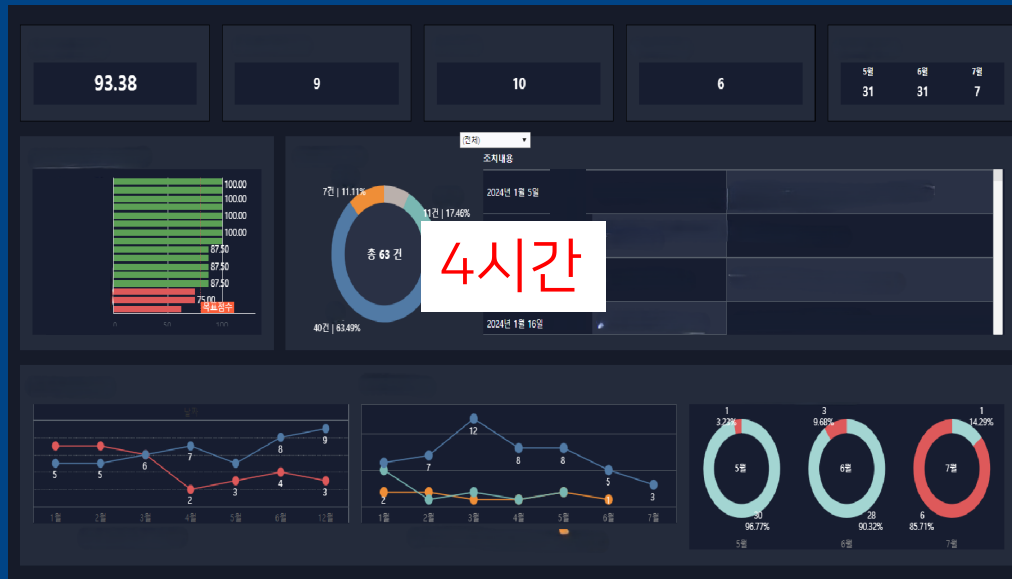 93.38
9
10
6
5월 6월 7월
31 31 7
(전체)
조치내용
100.00
100.00
100.00
100.00
87.50
87.50
87.50
75.00
목표점수
0 50 100
7건 | 11.11%
11건 | 17.46%
총 63 건
40건 | 63.49%
2024년 1월 5일
2024년 1월 16일
4시간
5 5 6 7 8 9
2 3 4 3
1월 2월 3월 4월 5월 6월 12월
2 7 12 8 8 5 3
1
1월 2월 3월 4월 5월 6월 7월
1
3.23%
5월
30
96.77%
5월
3
9.68%
6월
28
90.32%
6월
1
14.29%
7월
6
85.71%
7월